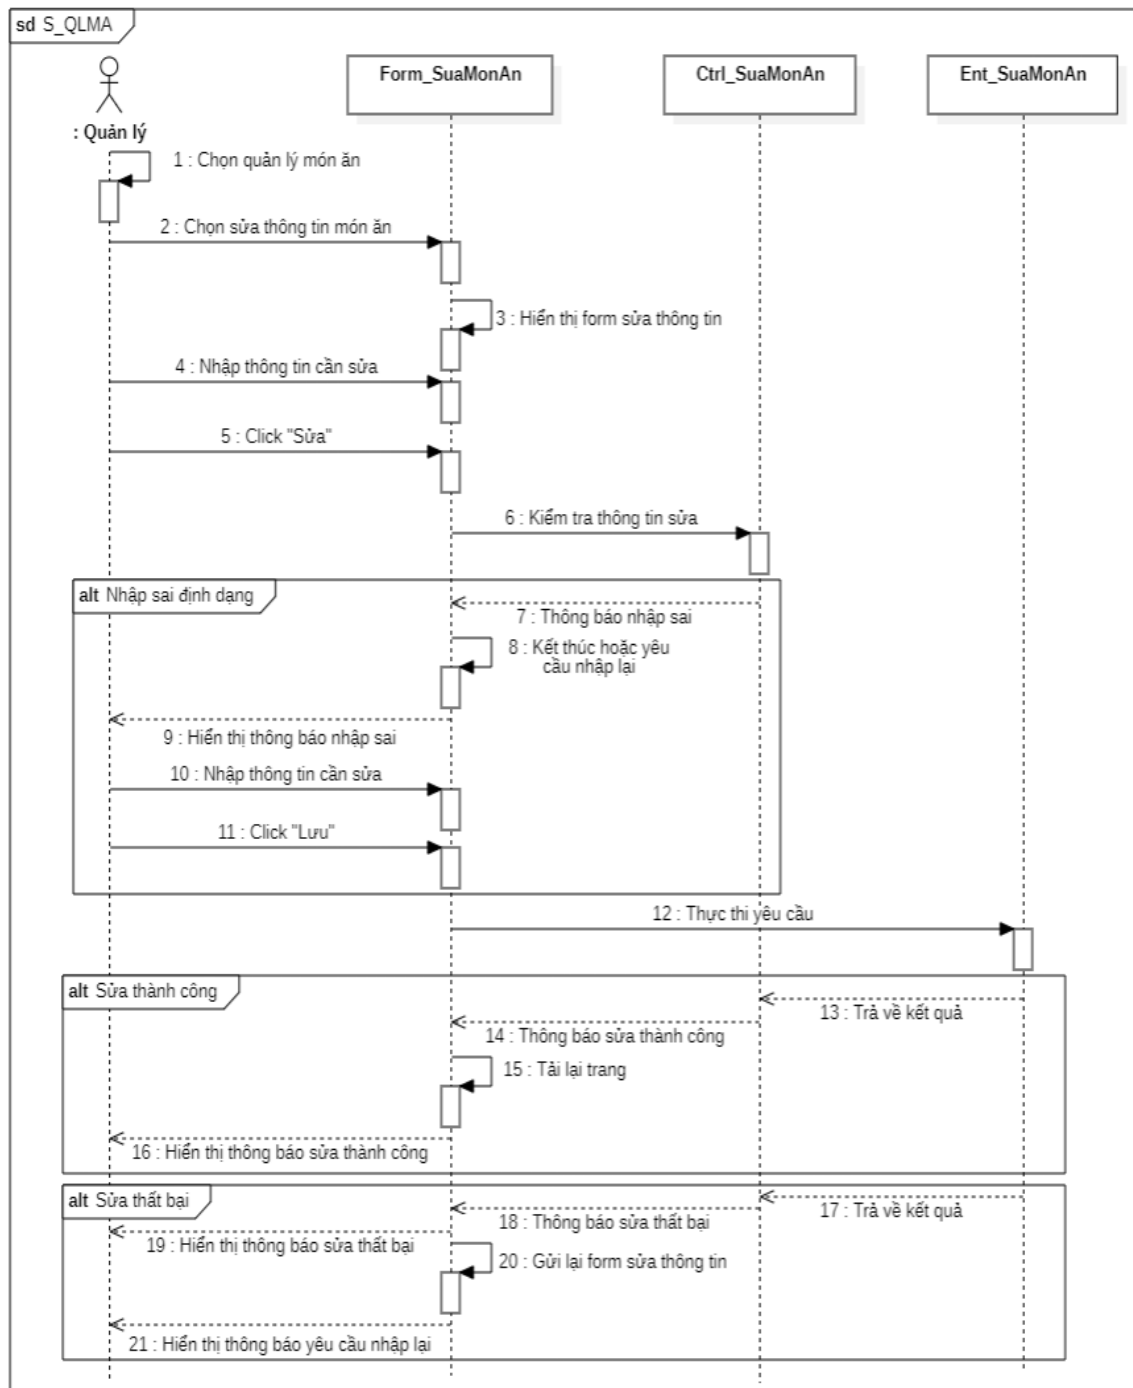 sd S_QLMA
Form_SuaMonAn
Ctrl_SuaMonAn
Ent_SuaMonAn
: Quản lý
1 : Chọn quản lý món ăn
2 : Chọn sửa thông tin món ăn
3 : Hiển thị form sửa thông tin
4 : Nhập thông tin cần sửa
5 : Click "Sửa"
6 : Kiểm tra thông tin sửa
alt Nhập sai định dạng
7 : Thông báo nhập sai
8 : Kết thúc hoặc yêu
cầu nhập lại
9 : Hiển thị thông báo nhập sai
10 : Nhập thông tin cần sửa
11 : Click "Lưu"
12 : Thực thi yêu cầu
alt Sửa thành công
13 : Trả về kết quả
14 : Thông báo sửa thành công
15 : Tải lại trang
16 : Hiển thị thông báo sửa thành công
alt Sửa thất bại
17 : Trả về kết quả
18 : Thông báo sửa thất bại
19 : Hiển thị thông báo sửa thất bại
20 : Gửi lại form sửa thông tin
21 : Hiển thị thông báo yêu cầu nhập lại